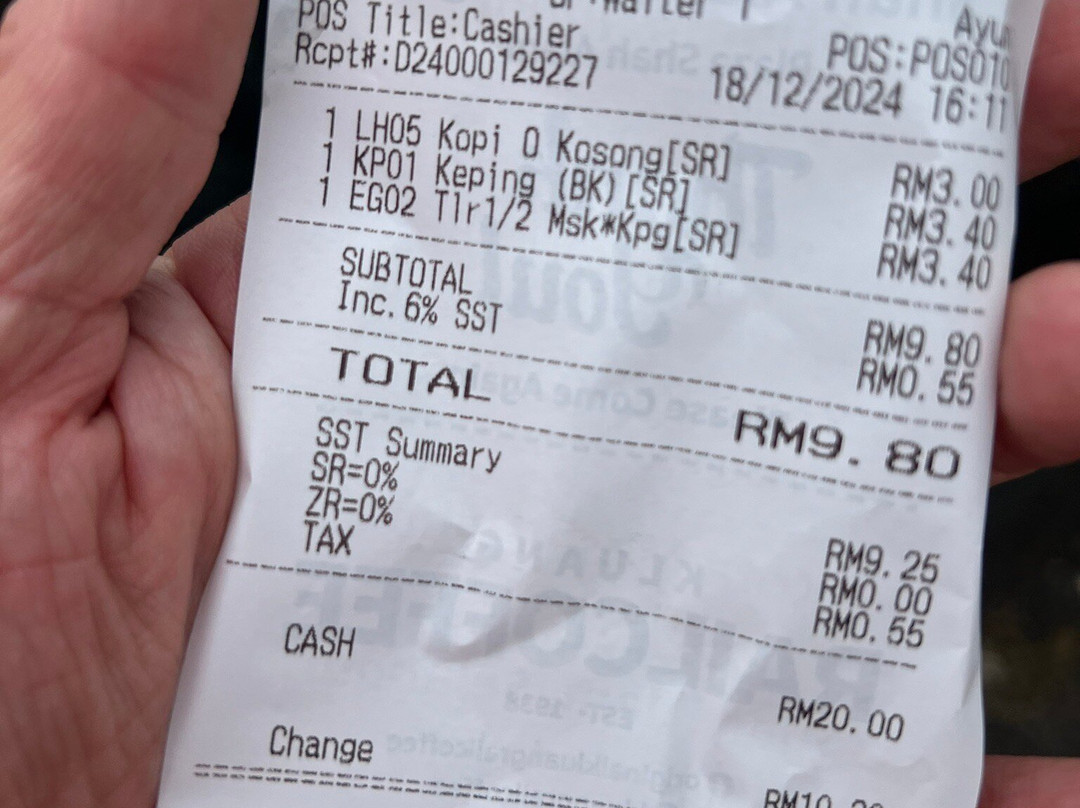 POS Title:Cashier
Rcpt#:D24000129227
POS:POS010
18/12/2024 16:11
1 LH05 Kopi O Kosong[SR] RM3.00
1 KP01 Keping (BK)[SR] RM3.40
1 EG02 Tlr1/2 Msk*Kpg[SR] RM3.40
SUBTOTAL RM9.80
Inc.6% SST RM0.55
TOTAL RM9.80
SST Summary
SR=0% RM9.25
ZR=0% RM0.00
TAX RM0.55
CASH RM20.00
Change